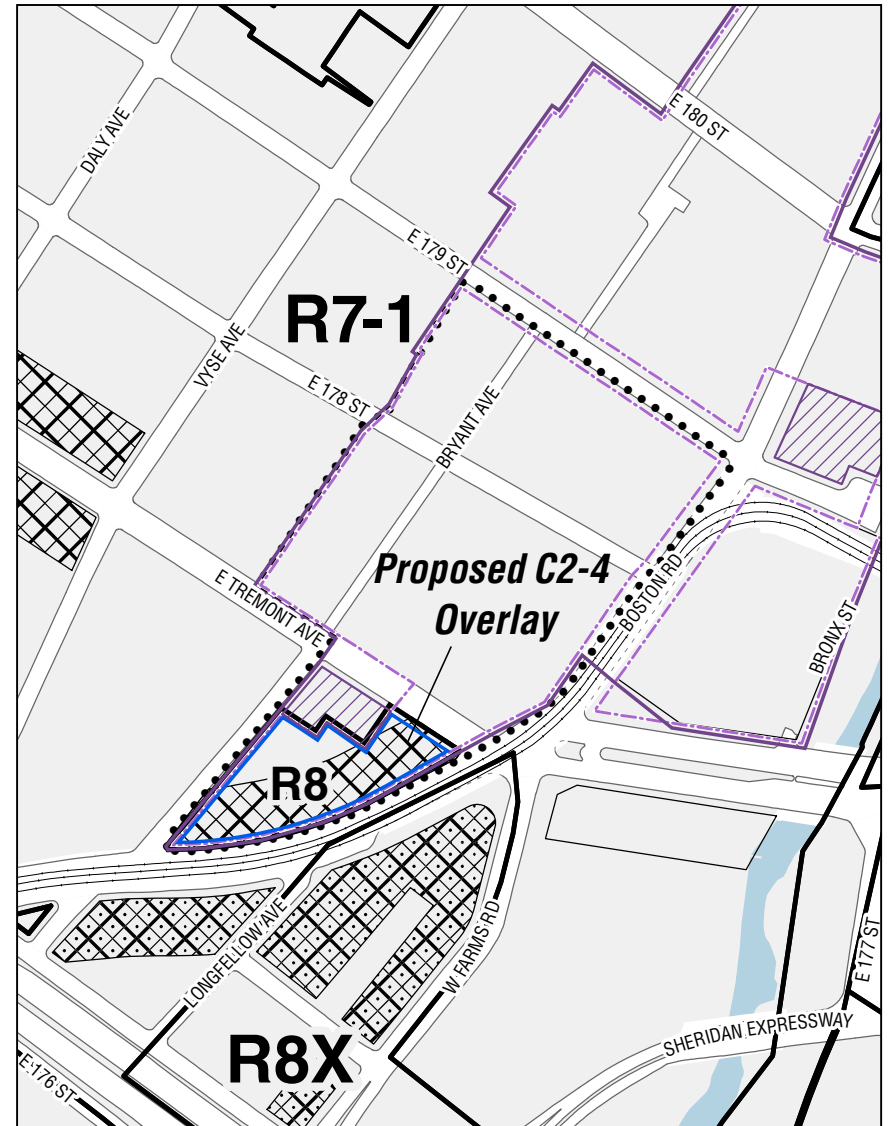 E 180 ST
DALY AVE
E 179 ST
R7-1
VYSE AVE
E 178 ST
BRYANT AVE
Proposed C2-4
Overlay
E TREMONT AVE
BOSTON RD
BRONX ST
R8
LONGFELLOW AVE
W FARMS RD
E 177 ST
SHERIDAN EXPRESSWAY
R8X
E 176 ST